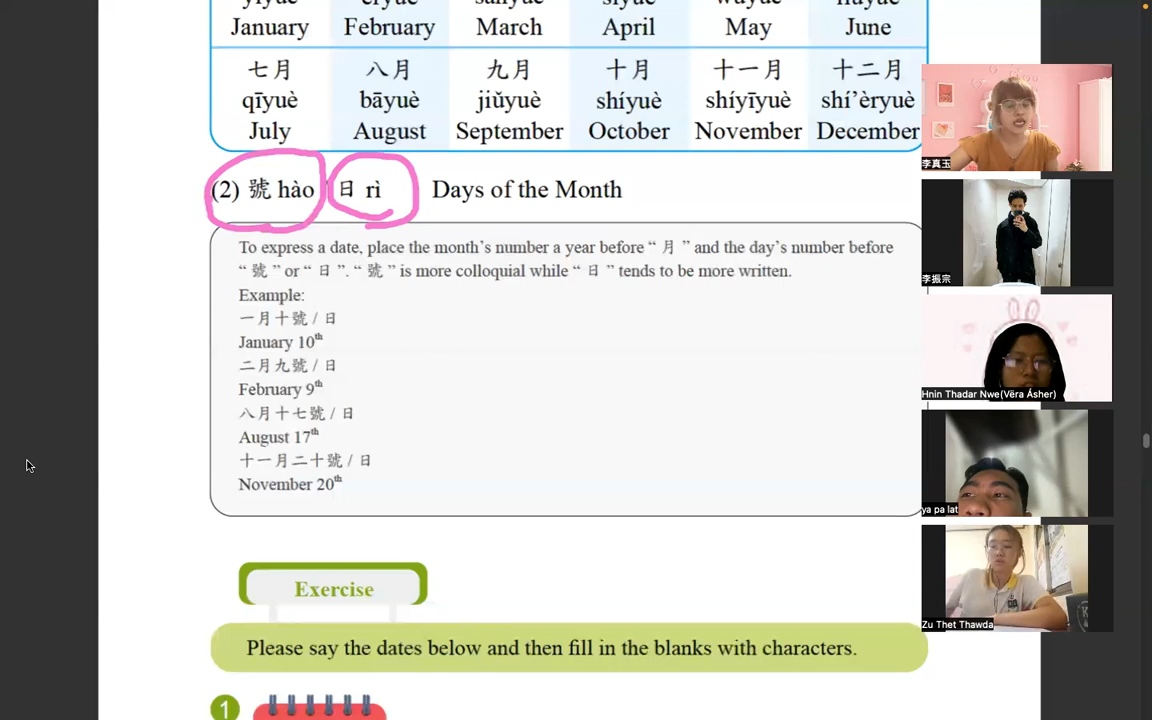 yīyuè èryuè sānyuè sìyuè wǔyuè liùyuè
January February March April May June
七月 八月 九月 十月 十一月 十二月
qīyuè bāyuè jiǔyuè shíyuè shíyīyuè shí’èryuè
July August September October November December
(2) 號 hào 日 rì Days of the Month
To express a date, place the month's number a year before “ 月 ” and the day's number before
“ 號 ” or “ 日 ”. “ 號 ” is more colloquial while “ 日 ” tends to be more written.
Example:
一月十號 / 日
January 10th
二月九號 / 日
February 9th
八月十七號 / 日
August 17th
十一月二十號 / 日
November 20th
Exercise
Please say the dates below and then fill in the blanks with characters.
1
李真玉
李振宗
Hnin Thadar Nwe(Vëra Ásher)
ya pa lat
Zu Thet Thawda